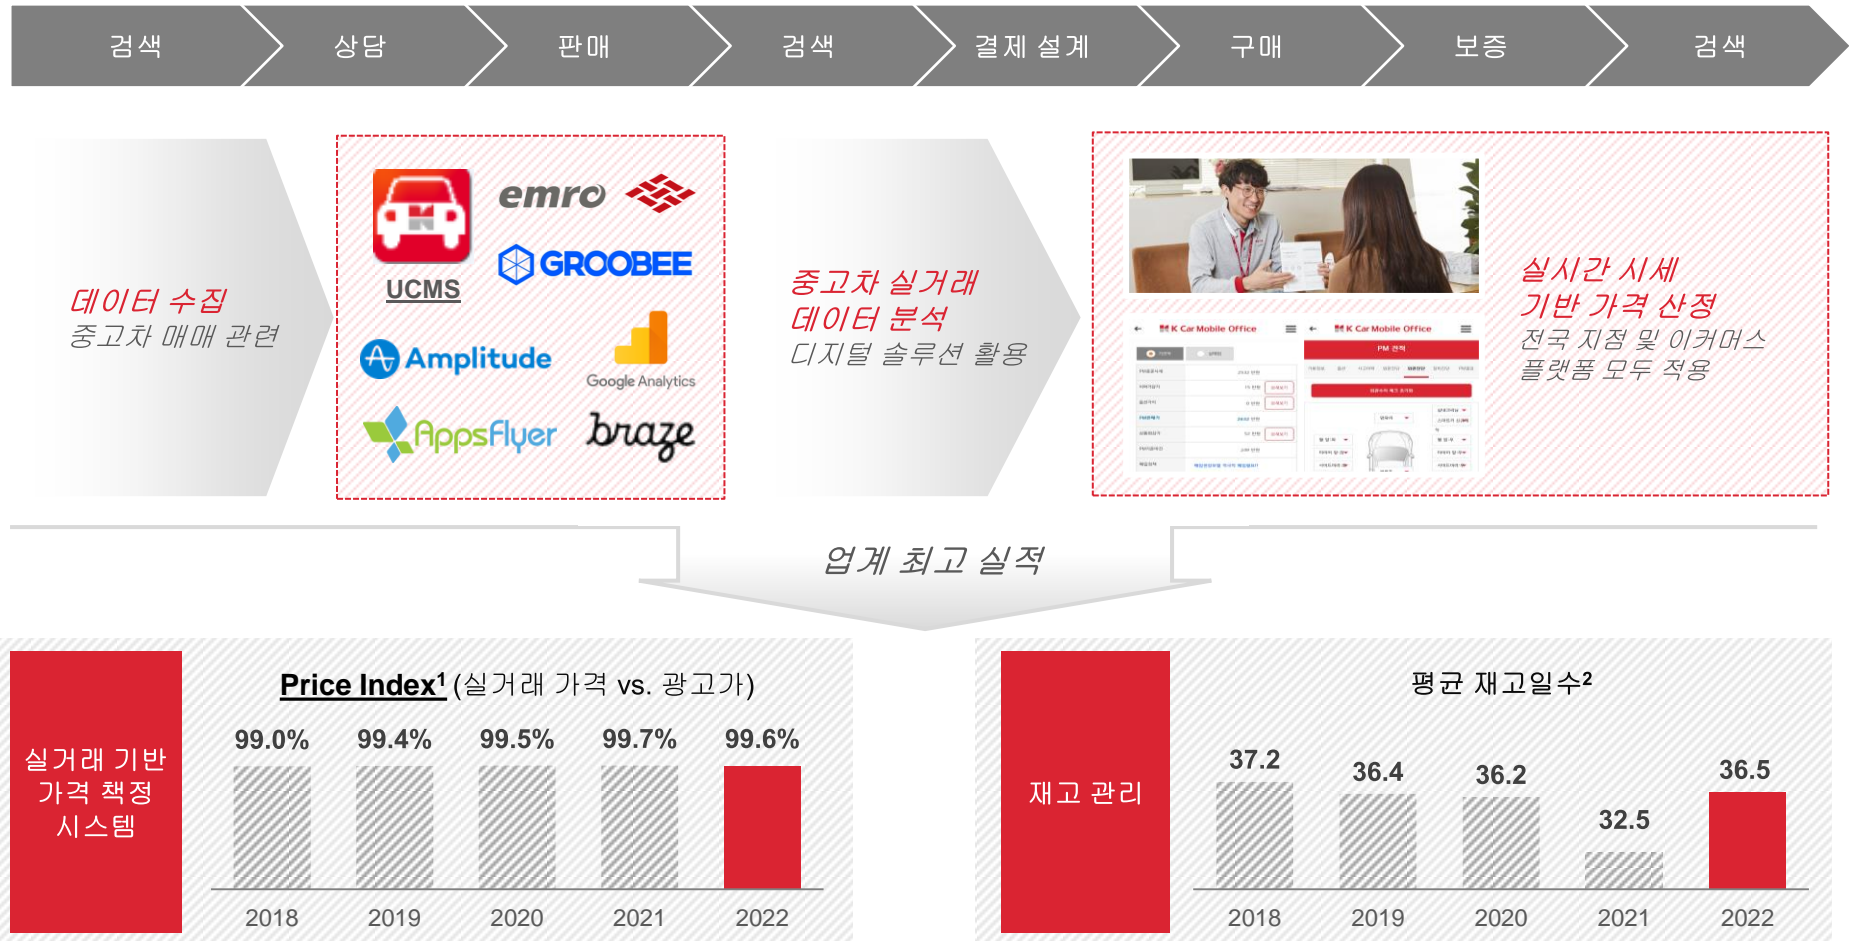 검색
상담
판매
검색
결제 설계
구매
보증
검색
데이터 수집
중고차 매매 관련
UCMS
emro
GROOBEE
Amplitude
Google Analytics
AppsFlyer
braze
중고차 실거래
데이터 분석
디지털 솔루션 활용
K Car Mobile Office
K Car Mobile Office
PM 견적
실시간 시세
기반 가격 산정
전국 지점 및 이커머스
플랫폼 모두 적용
업계 최고 실적
실거래 기반
가격 책정
시스템
Price Index¹ (실거래 가격 vs. 광고가)
99.0% 99.4% 99.5% 99.7% 99.6%
2018 2019 2020 2021 2022
재고 관리
평균 재고일수²
37.2 36.4 36.2 32.5 36.5
2018 2019 2020 2021 2022